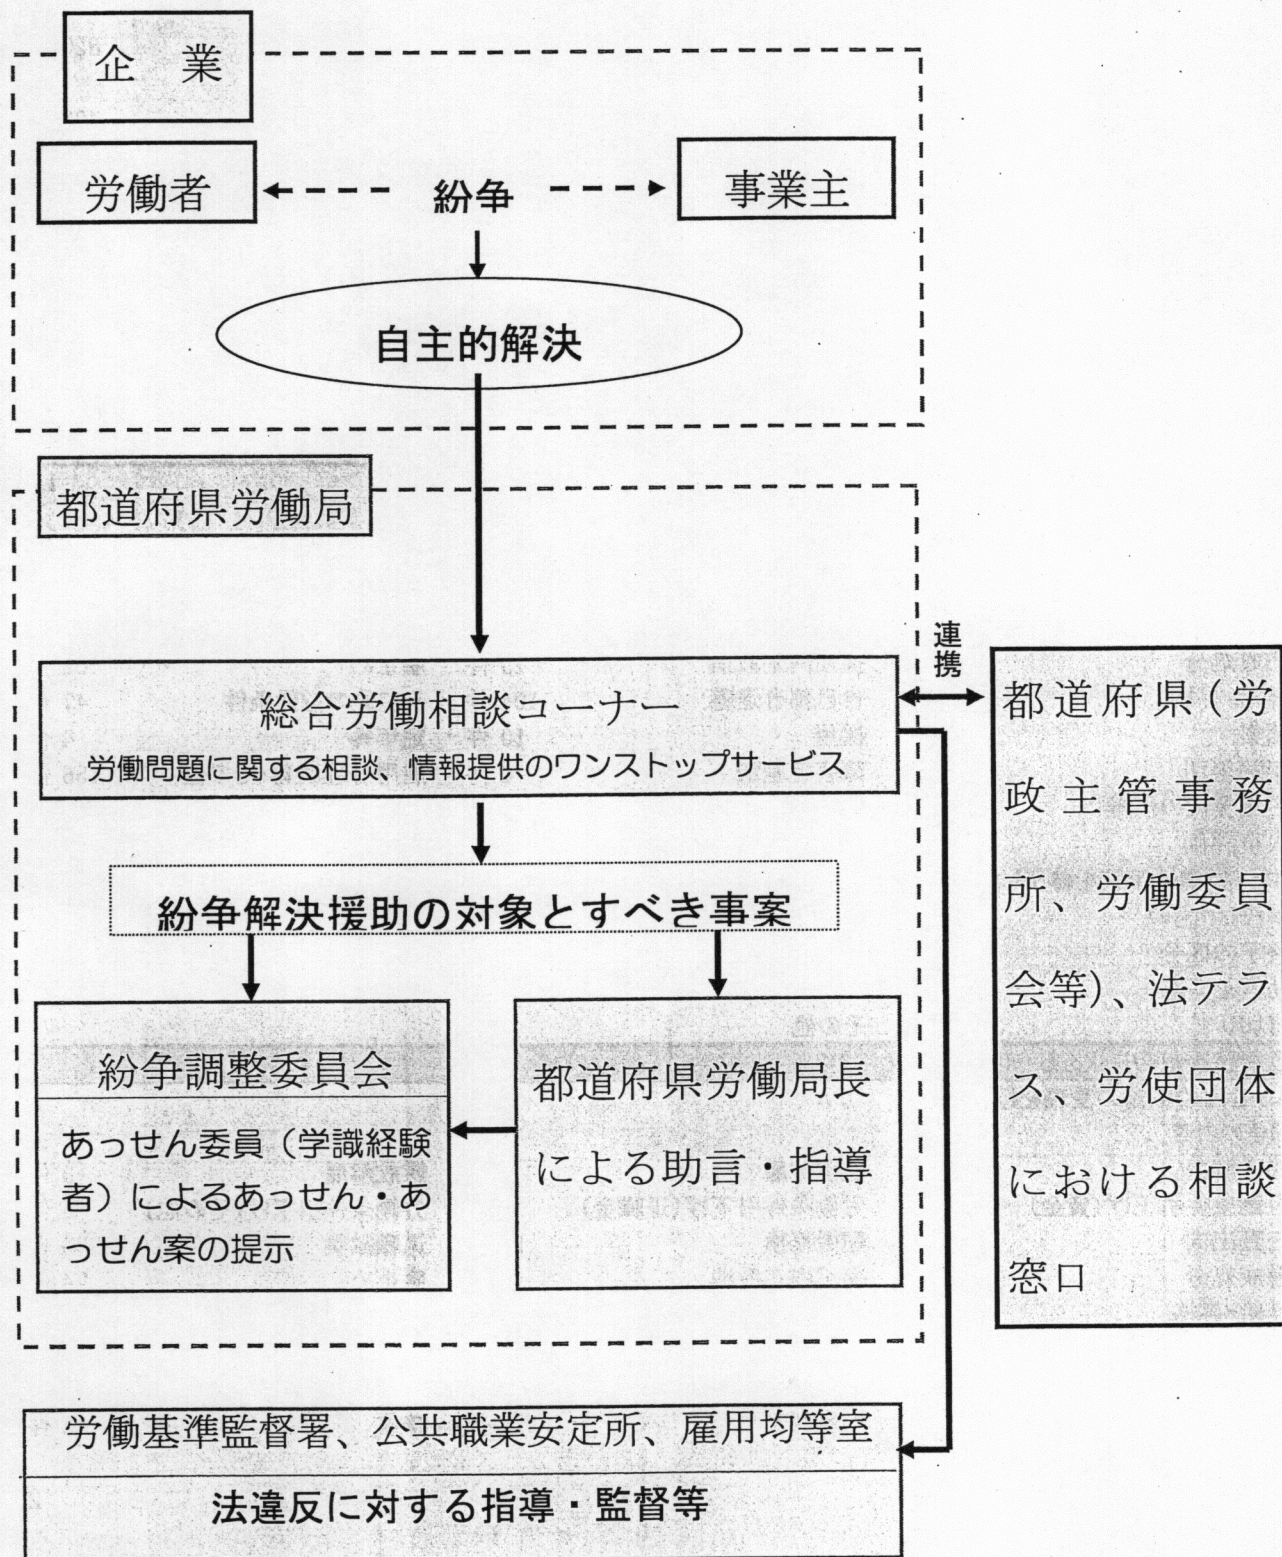 企 業
労働者
紛争
事業主
自主的解決
都道府県労働局
連携
総合労働相談コーナー
労働問題に関する相談、情報提供のワンストップサービス
都道府県（労
政主管事務
所、労働委員
会等）、法テラ
ス、労使団体
における相談
窓口
紛争解決援助の対象とすべき事案
紛争調整委員会
あっせん委員（学識経験
者）によるあっせん・あ
っせん案の提示
都道府県労働局長
による助言・指導
労働基準監督署、公共職業安定所、雇用均等室
法違反に対する指導・監督等